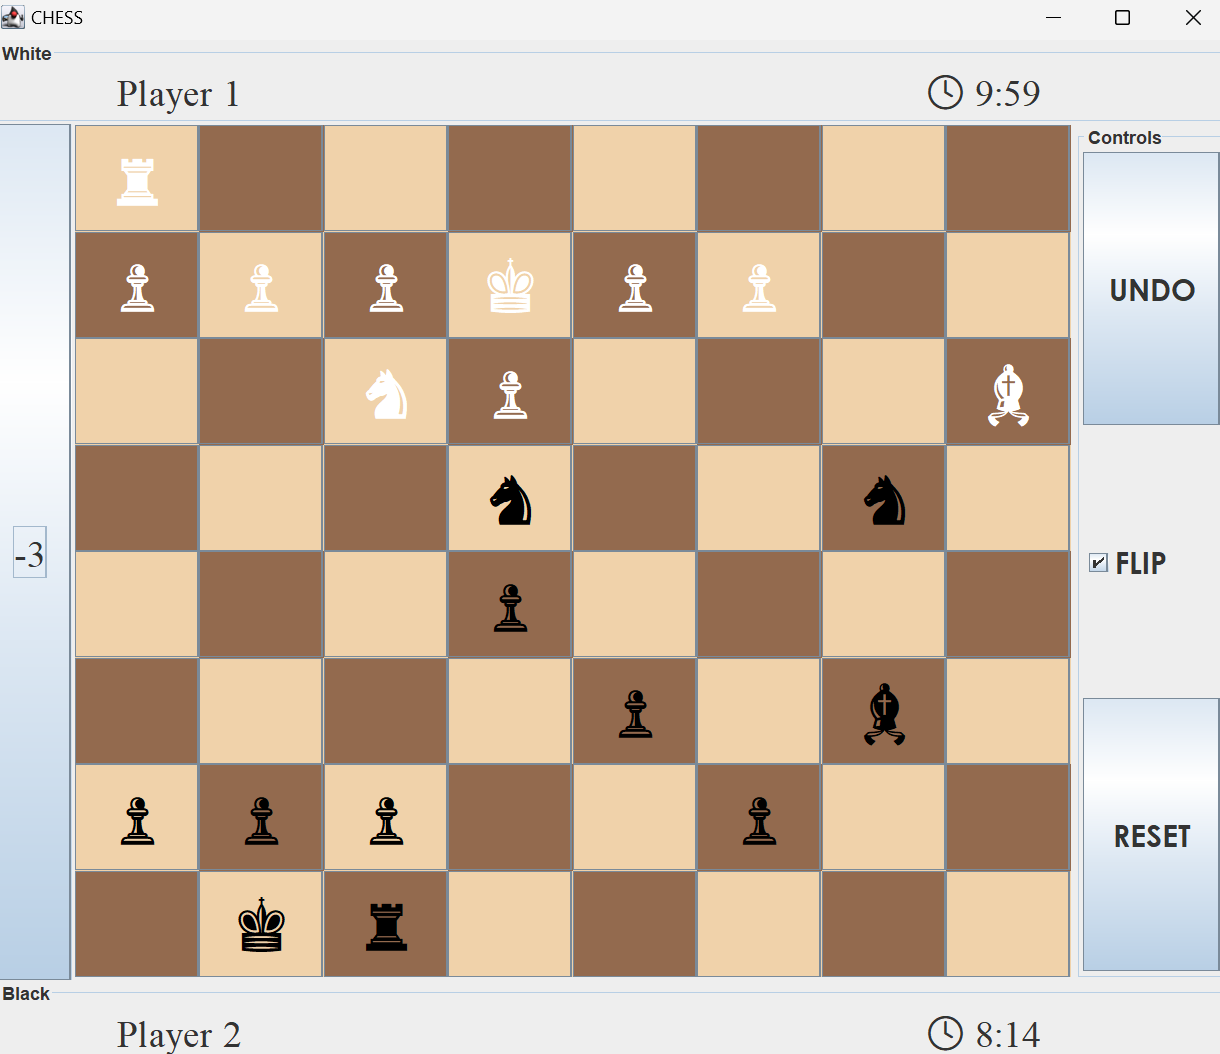 CHESS
White
Player 1
9:59
Controls
UNDO
-3
FLIP
RESET
Black
Player 2
8:14